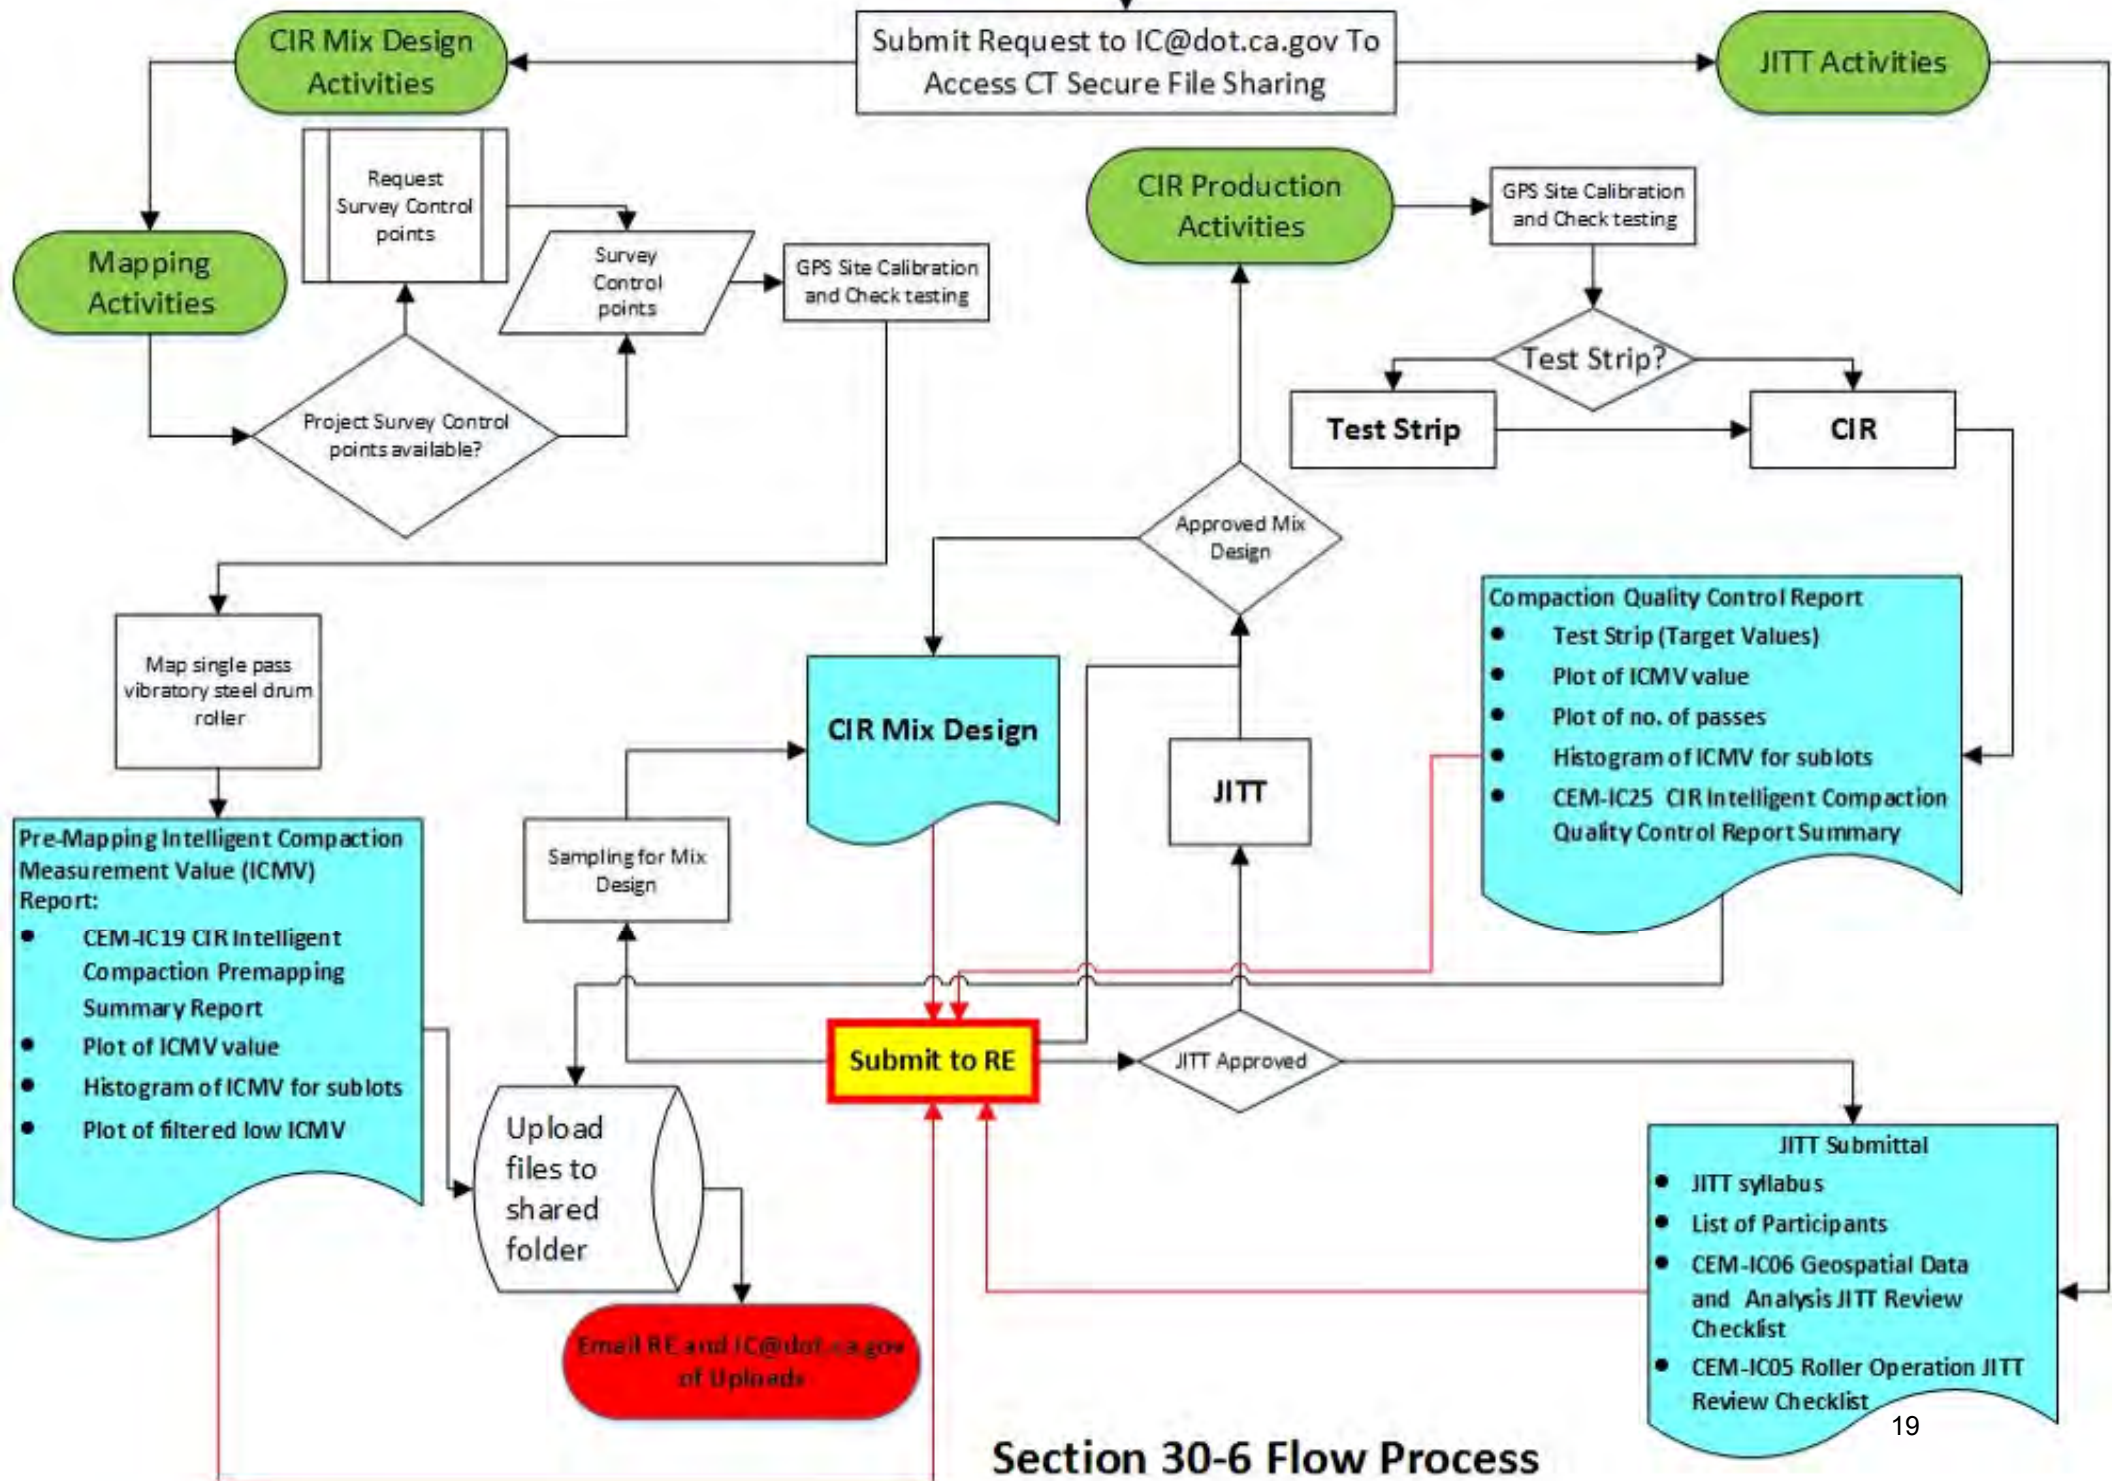 CIR Mix Design
Activities
Submit Request to IC@dot.ca.gov To
Access CT Secure File Sharing
JITT Activities
Request
Survey Control
points
Mapping
Activities
Survey
Control
points
GPS Site Calibration
and Check testing
Project Survey Control
points available?
CIR Production
Activities
GPS Site Calibration
and Check testing
Test Strip?
Test Strip
CIR
Approved Mix
Design
Map single pass
vibratory steel drum
roller
CIR Mix Design
JITT
Sampling for Mix
Design
Compaction Quality Control Report
● Test Strip (Target Values)
● Plot of ICMV value
● Plot of no. of passes
● Histogram of ICMV for sublots
● CEM-IC25 CIR Intelligent Compaction
Quality Control Report Summary
Pre-Mapping Intelligent Compaction
Measurement Value (ICMV)
Report:
● CEM-IC19 CIR Intelligent
Compaction Premapping
Summary Report
● Plot of ICMV value
● Histogram of ICMV for sublots
● Plot of filtered low ICMV
Submit to RE
JITT Approved
Upload
files to
shared
folder
Email RE and IC@dot.ca.gov
of Uploads
JITT Submittal
● JITT syllabus
● List of Participants
● CEM-IC06 Geospatial Data
and Analysis JITT Review
Checklist
● CEM-IC05 Roller Operation JITT
Review Checklist
19
Section 30-6 Flow Process